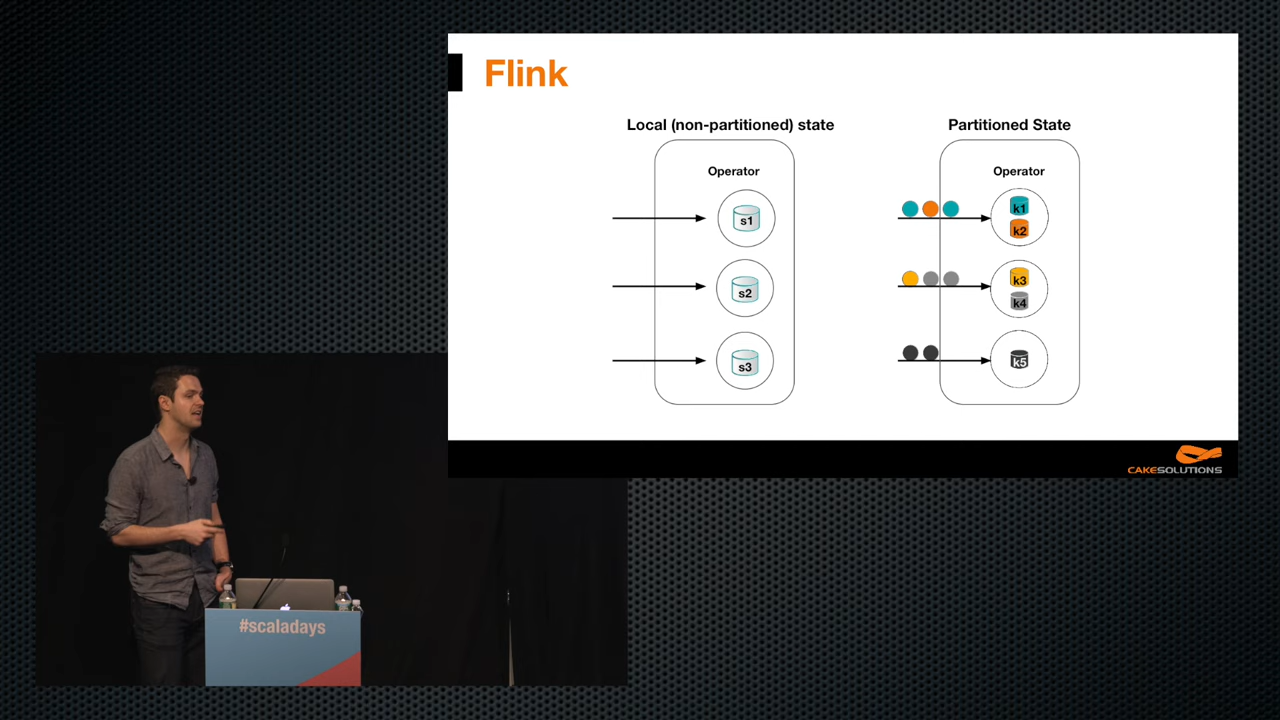 Flink
Local (non-partitioned) state
Operator
s1
s2
s3
Partitioned State
Operator
k1
k2
k3
k4
k5
CAKESOLUTIONS
#scaladays